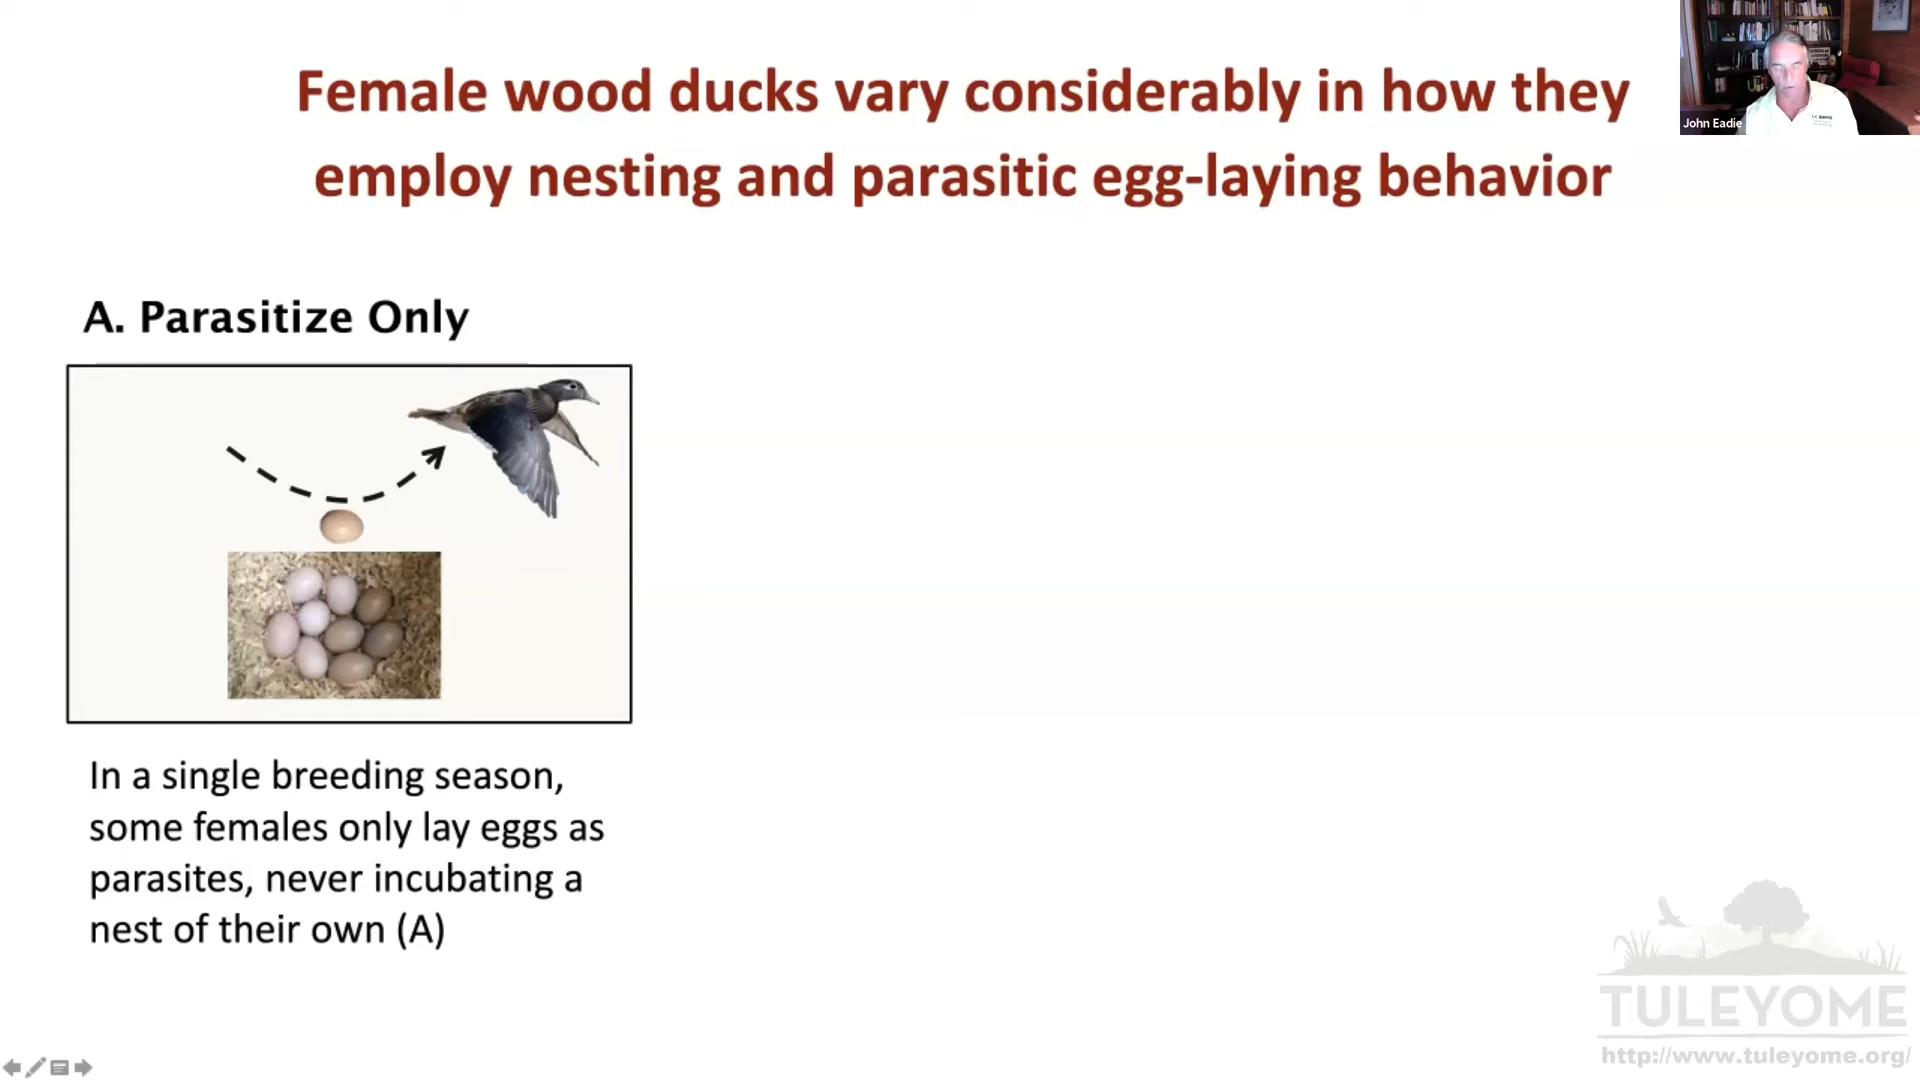 Female wood ducks vary considerably in how they
employ nesting and parasitic egg-laying behavior
John Eadie
A. Parasitize Only
In a single breeding season,
some females only lay eggs as
parasites, never incubating a
nest of their own (A)
TULEYOME
http://www.tuleyome.org/